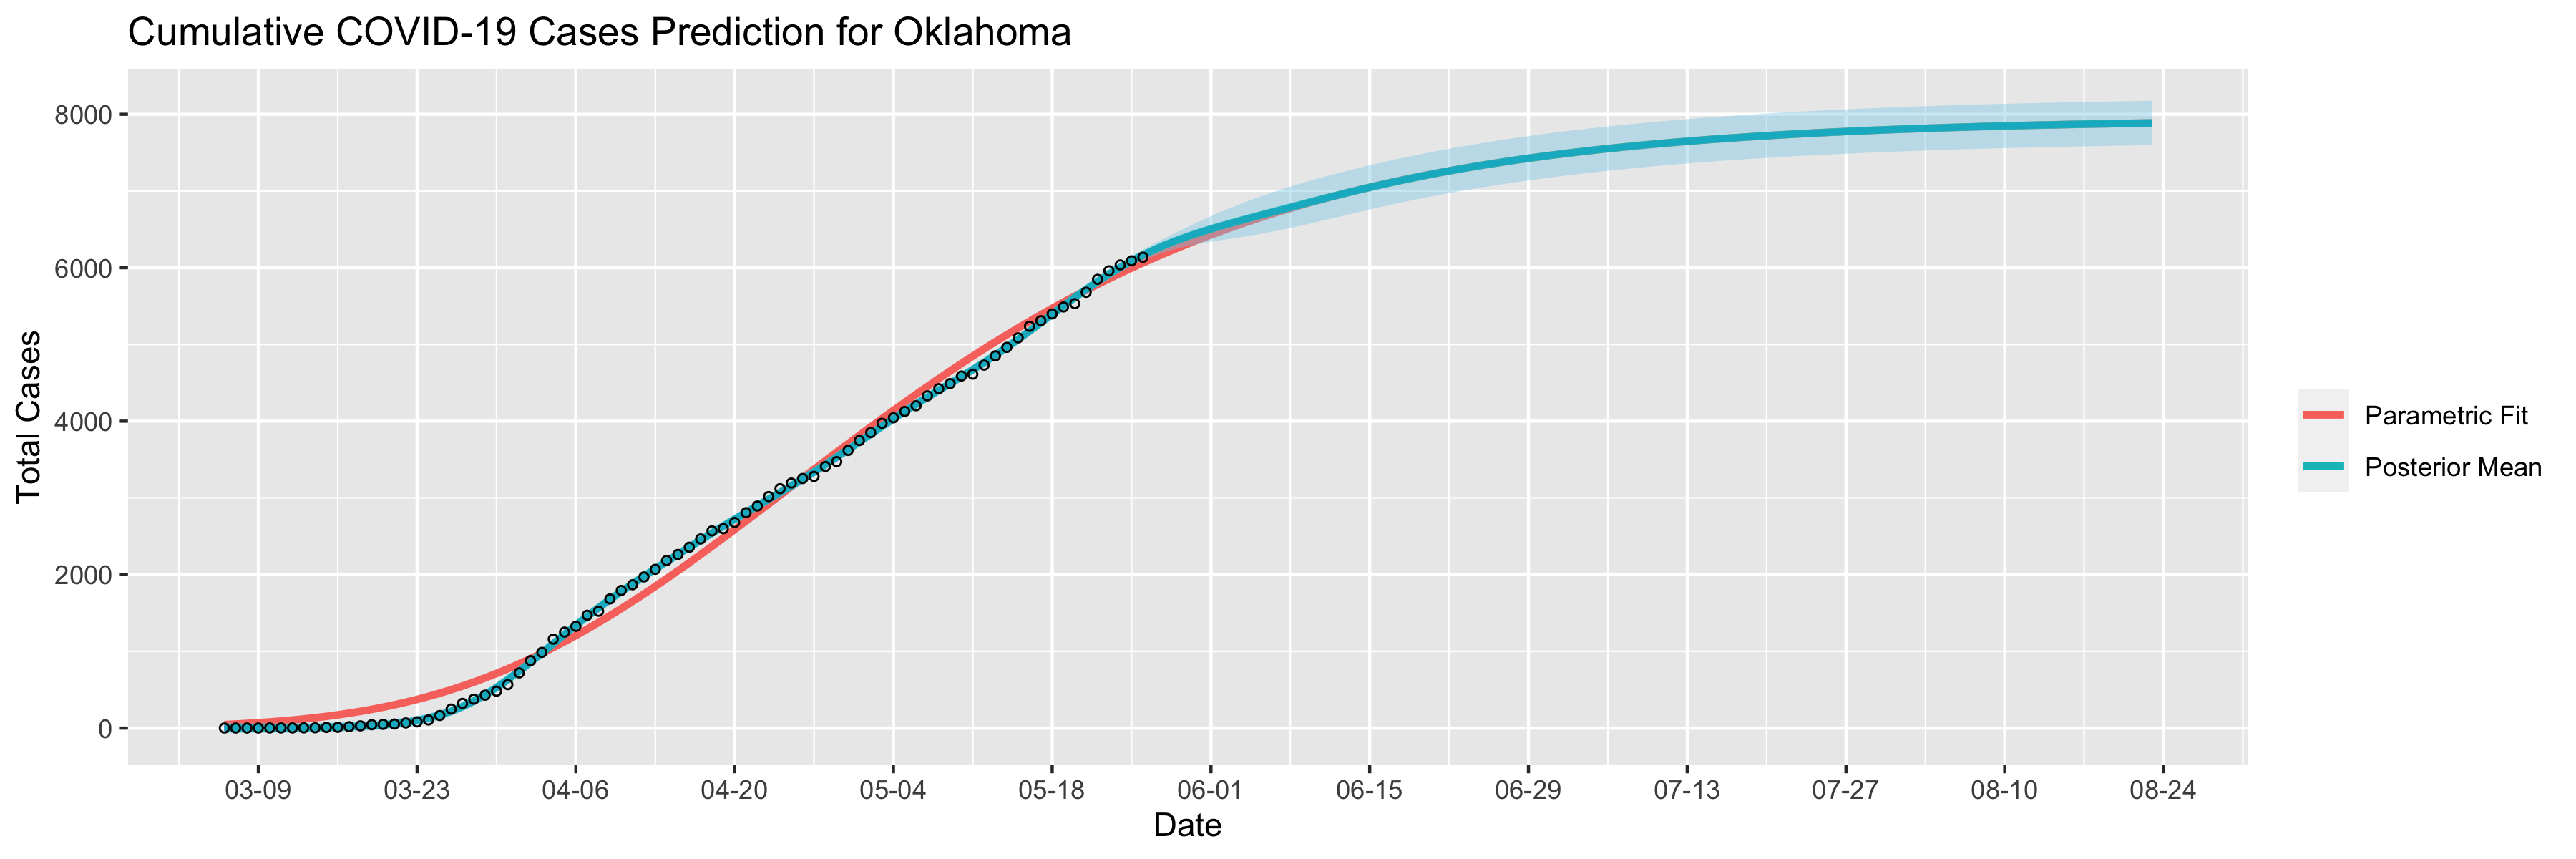 Cumulative COVID-19 Cases Prediction for Oklahoma
Total Cases
8000
6000
4000
2000
0
03-09 03-23 04-06 04-20 05-04 05-18 06-01 06-15 06-29 07-13 07-27 08-10 08-24
Date
Parametric Fit
Posterior Mean